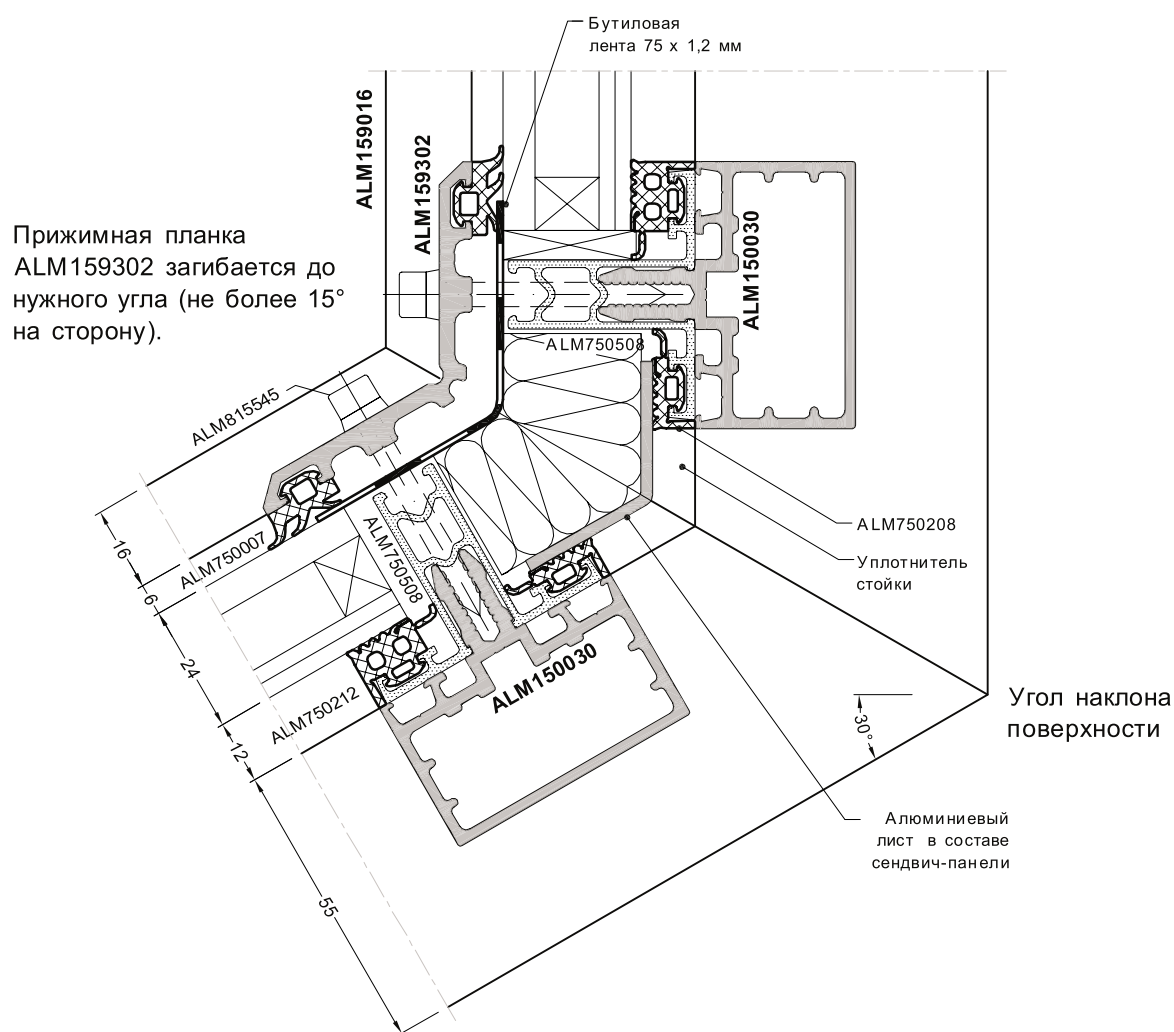 Бутиловая
лента 75 x 1,2 мм
ALM159016
ALM159302
Прижимная планка
ALM159302 загибается до
нужного угла (не более 15°
на сторону).
ALM150030
ALM750508
ALM815545
ALM750007
ALM750508
ALM750208
Уплотнитель
стойки
16
6
24
12
55
ALM750212
ALM150030
Угол наклона
поверхности
30°
Алюминиевый
лист в составе
сендвич-панели